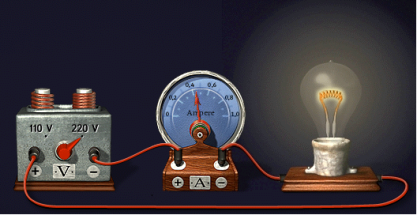 110 V 220 V
+ V −
0 0,2 0,4 0,6 0,8 1,0
Ampere
+ A −